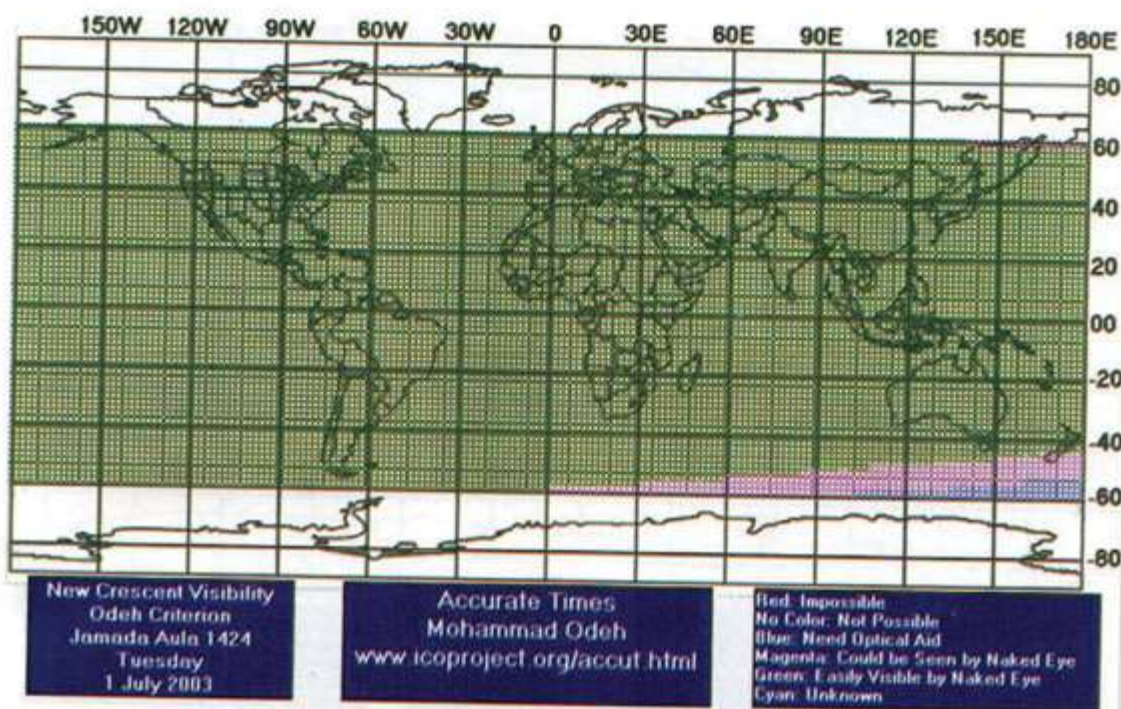 150W 120W 90W 60W 30W 0 30E 60E 90E 120E 150E 180E
80
60
40
20
00
-20
-40
-60
-80
New Crescent Visibility
Odeh Criterion
Jamada Aula 1424
Tuesday
1 July 2003
Accurate Times
Mohammad Odeh
www.icoproject.org/accut.html
Red: Impossible
No Color: Not Possible
Blue: Need Optical Aid
Magenta: Could be Seen by Naked Eye
Green: Easily Visible by Naked Eye
Cyan: Unknown